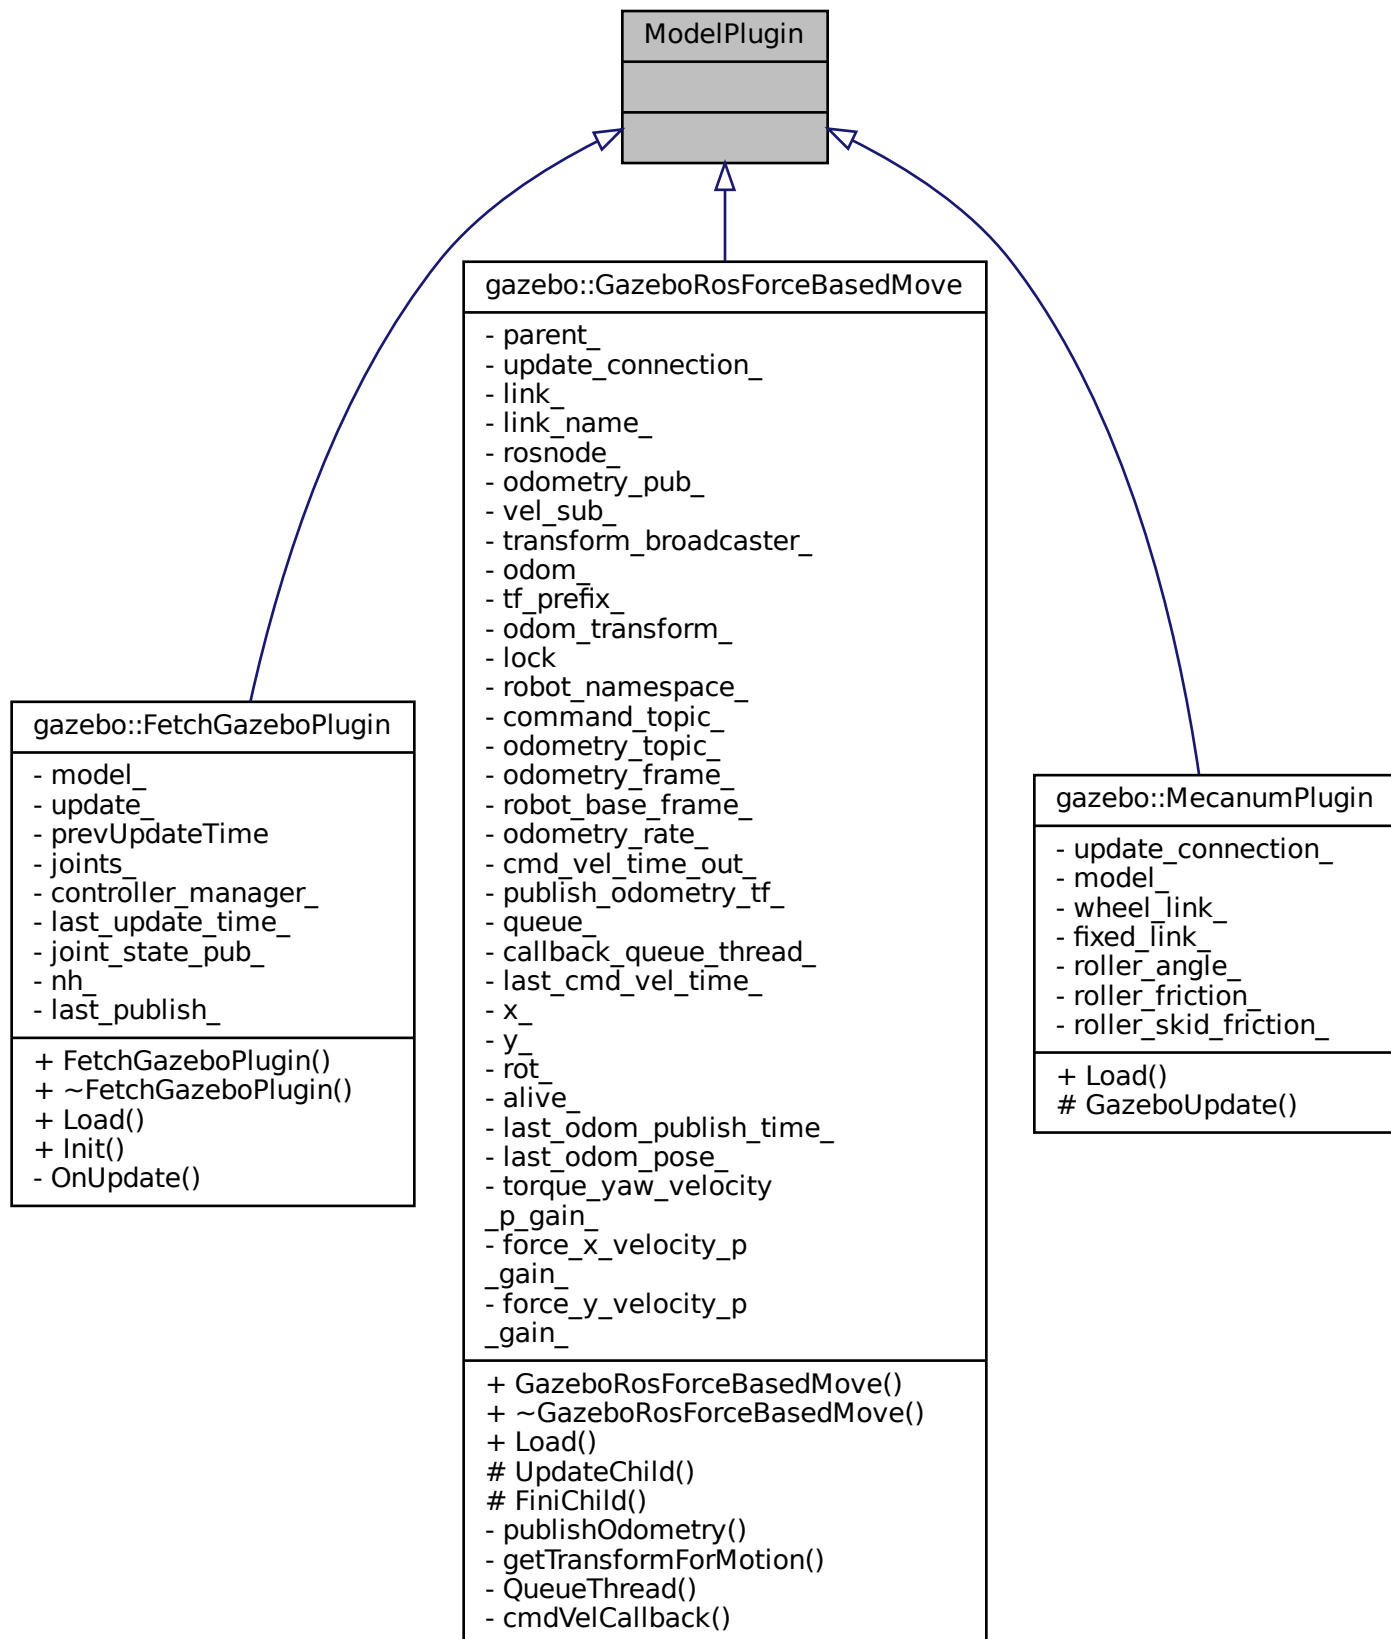 ModelPlugin
gazebo::GazeboRosForceBasedMove
- parent_
- update_connection_
- link_
- link_name_
- rosnode_
- odometry_pub_
- vel_sub_
- transform_broadcaster_
- odom_
- tf_prefix_
- odom_transform_
- lock
- robot_namespace_
- command_topic_
- odometry_topic_
- odometry_frame_
- robot_base_frame_
- odometry_rate_
- cmd_vel_time_out_
- publish_odometry_tf_
- queue_
- callback_queue_thread_
- last_cmd_vel_time_
- x_
- y_
- rot_
- alive_
- last_odom_publish_time_
- last_odom_pose_
- torque_yaw_velocity
_p_gain_
- force_x_velocity_p
_gain_
- force_y_velocity_p
_gain_
+ GazeboRosForceBasedMove()
+ ~GazeboRosForceBasedMove()
+ Load()
# UpdateChild()
# FiniChild()
- publishOdometry()
- getTransformForMotion()
- QueueThread()
- cmdVelCallback()
gazebo::FetchGazeboPlugin
- model_
- update_
- prevUpdateTime
- joints_
- controller_manager_
- last_update_time_
- joint_state_pub_
- nh_
- last_publish_
+ FetchGazeboPlugin()
+ ~FetchGazeboPlugin()
+ Load()
+ Init()
- OnUpdate()
gazebo::MecanumPlugin
- update_connection_
- model_
- wheel_link_
- fixed_link_
- roller_angle_
- roller_friction_
- roller_skid_friction_
+ Load()
# GazeboUpdate()